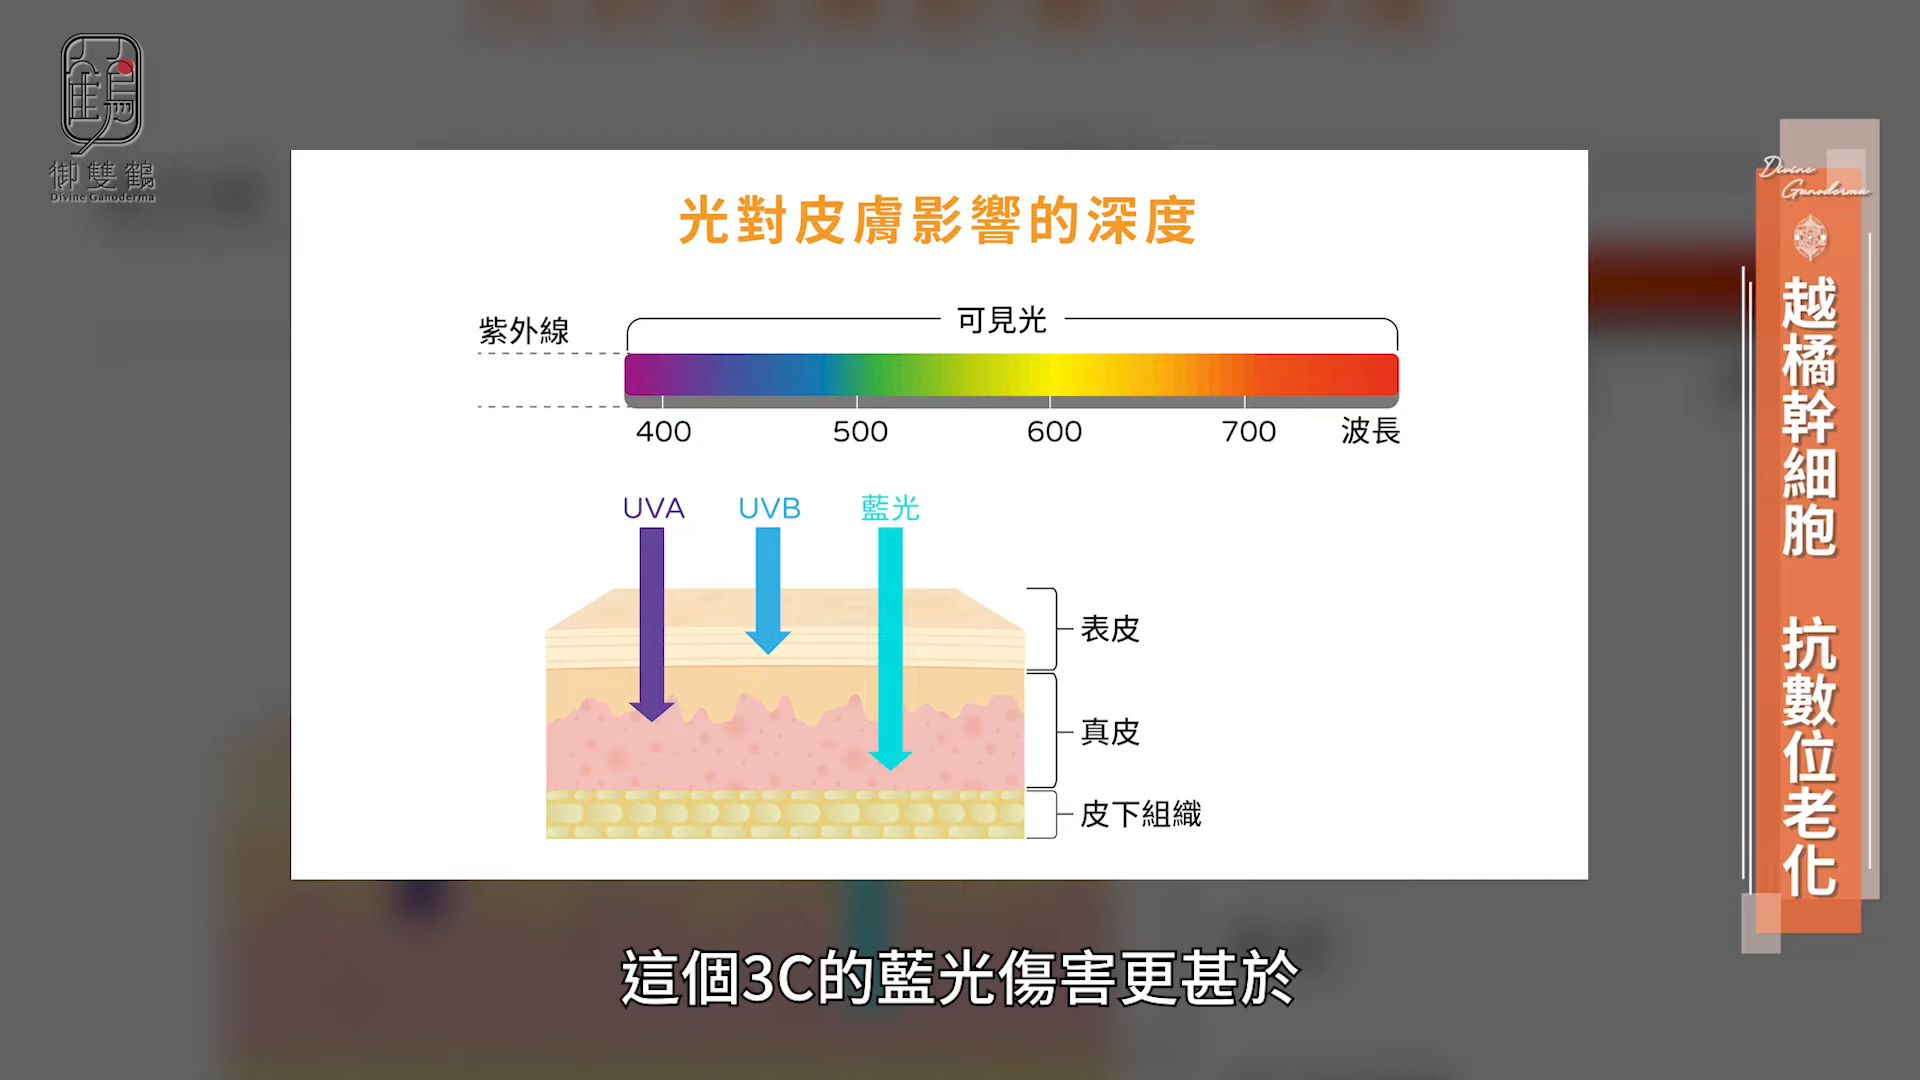 鶴
御雙鶴
Divine Ganoderma
光對皮膚影響的深度
紫外線
可見光
400
500
600
700
波長
UVA
UVB
藍光
表皮
真皮
皮下組織
Divine
Ganoderma
越橘幹細胞 抗數位老化
這個3C的藍光傷害更甚於